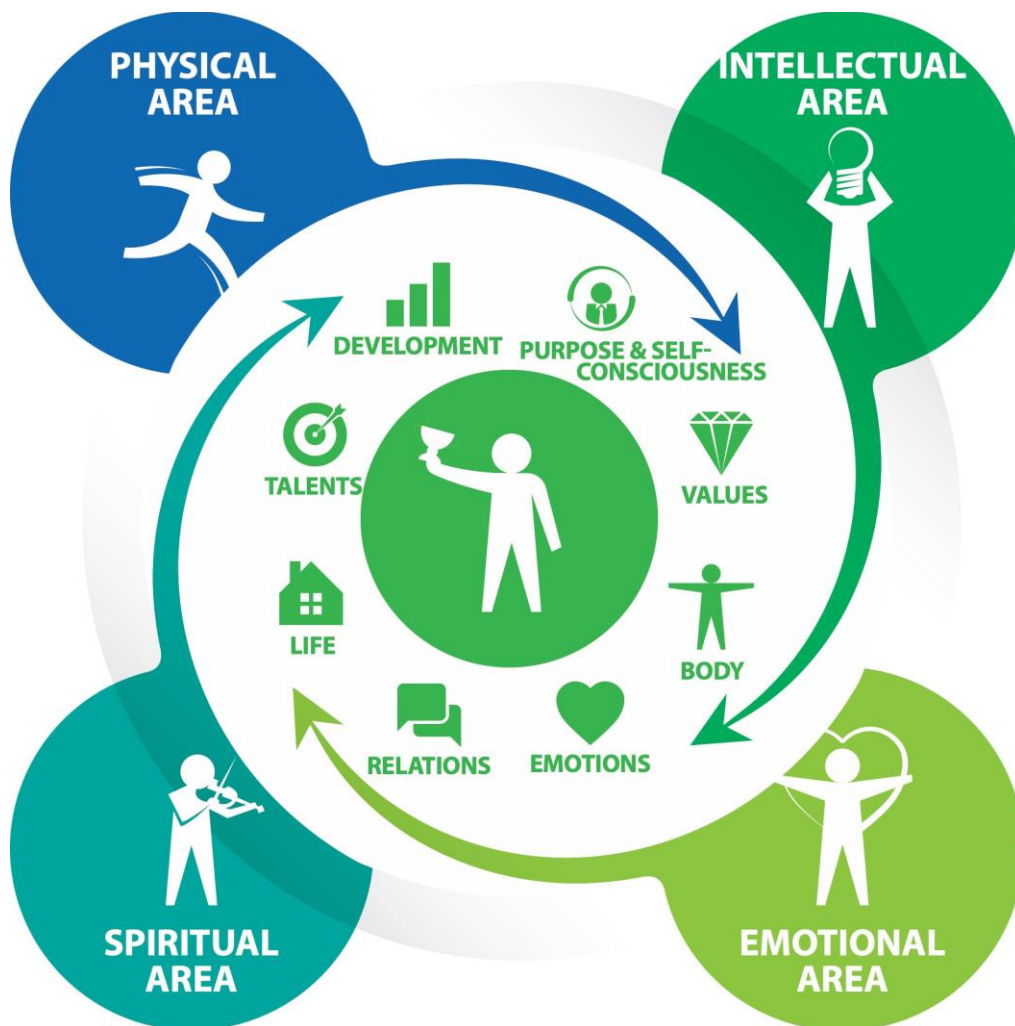 PHYSICAL
AREA
INTELLECTUAL
AREA
DEVELOPMENT
PURPOSE & SELF-
CONSCIOUSNESS
TALENTS
VALUES
LIFE
BODY
RELATIONS
EMOTIONS
SPIRITUAL
AREA
EMOTIONAL
AREA